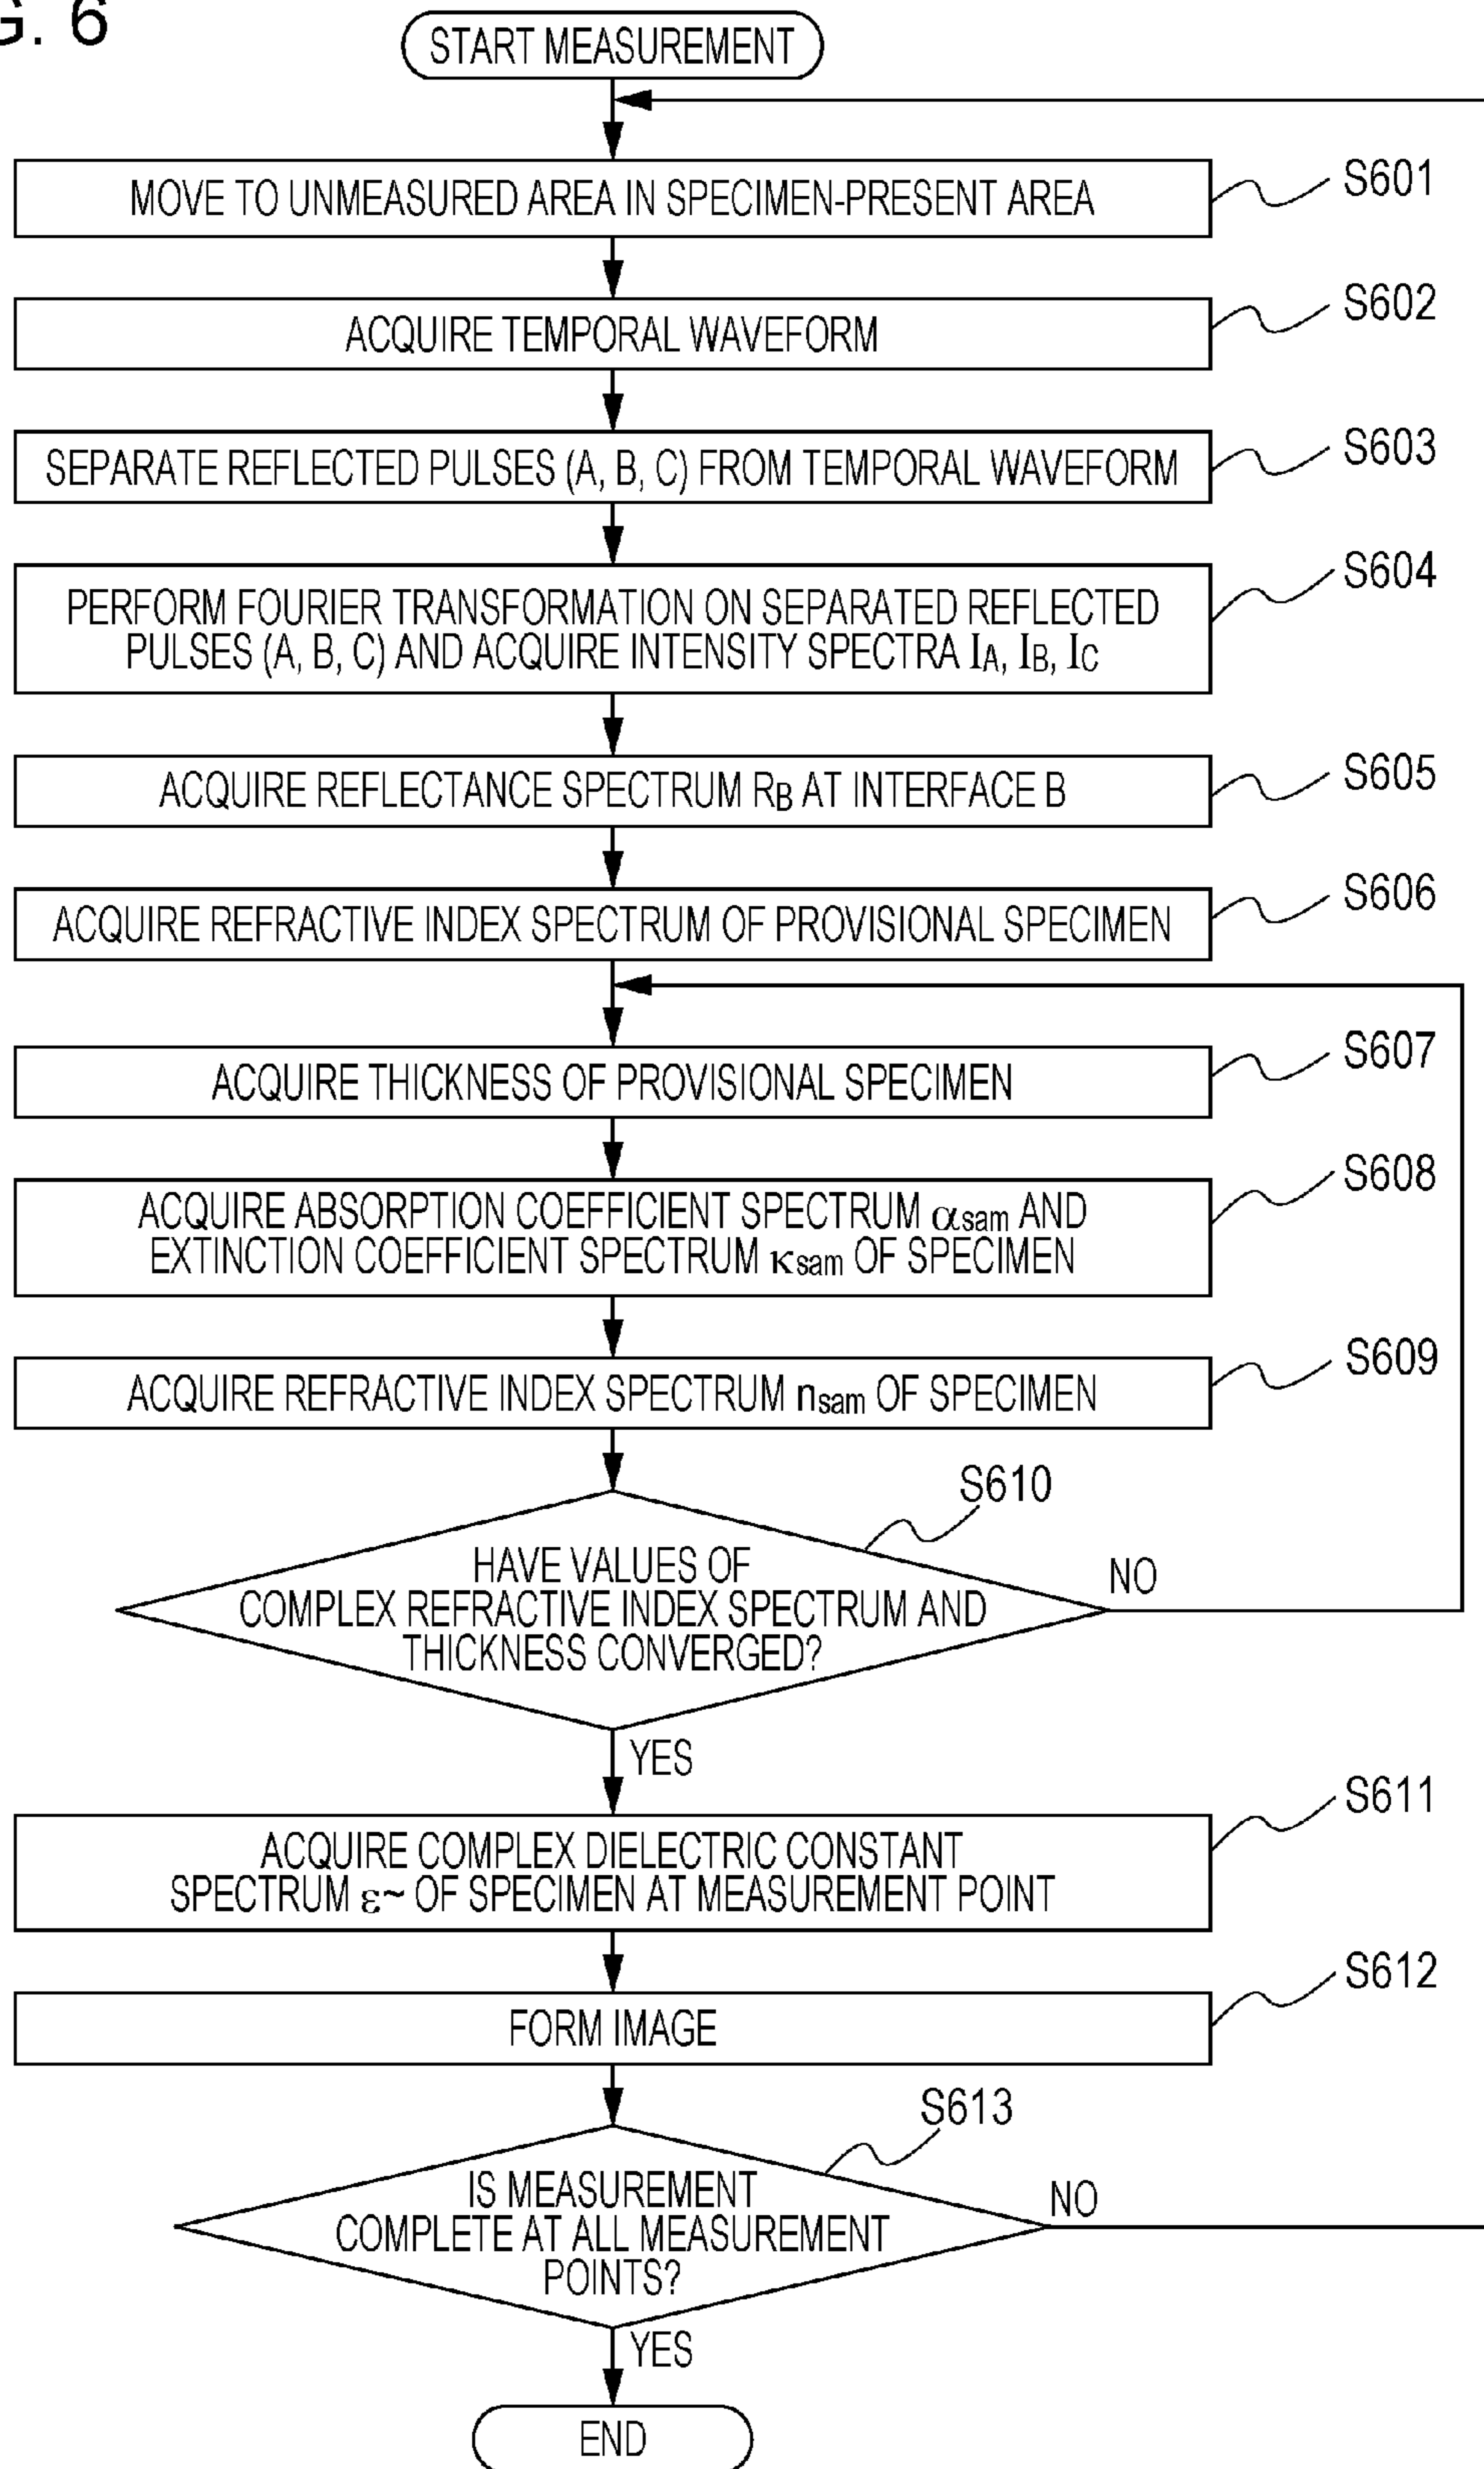 G. 6
START MEASUREMENT
MOVE TO UNMEASURED AREA IN SPECIMEN-PRESENT AREA
S601
ACQUIRE TEMPORAL WAVEFORM
S602
SEPARATE REFLECTED PULSES (A, B, C) FROM TEMPORAL WAVEFORM
S603
PERFORM FOURIER TRANSFORMATION ON SEPARATED REFLECTED
PULSES (A, B, C) AND ACQUIRE INTENSITY SPECTRA IA, IB, IC
S604
ACQUIRE REFLECTANCE SPECTRUM RB AT INTERFACE B
S605
ACQUIRE REFRACTIVE INDEX SPECTRUM OF PROVISIONAL SPECIMEN
S606
ACQUIRE THICKNESS OF PROVISIONAL SPECIMEN
S607
ACQUIRE ABSORPTION COEFFICIENT SPECTRUM αsam AND
EXTINCTION COEFFICIENT SPECTRUM κsam OF SPECIMEN
S608
ACQUIRE REFRACTIVE INDEX SPECTRUM nsam OF SPECIMEN
S609
S610
HAVE VALUES OF
COMPLEX REFRACTIVE INDEX SPECTRUM AND
THICKNESS CONVERGED?
NO
YES
ACQUIRE COMPLEX DIELECTRIC CONSTANT
SPECTRUM ε~ OF SPECIMEN AT MEASUREMENT POINT
S611
FORM IMAGE
S612
S613
IS MEASUREMENT
COMPLETE AT ALL MEASUREMENT
POINTS?
NO
YES
END